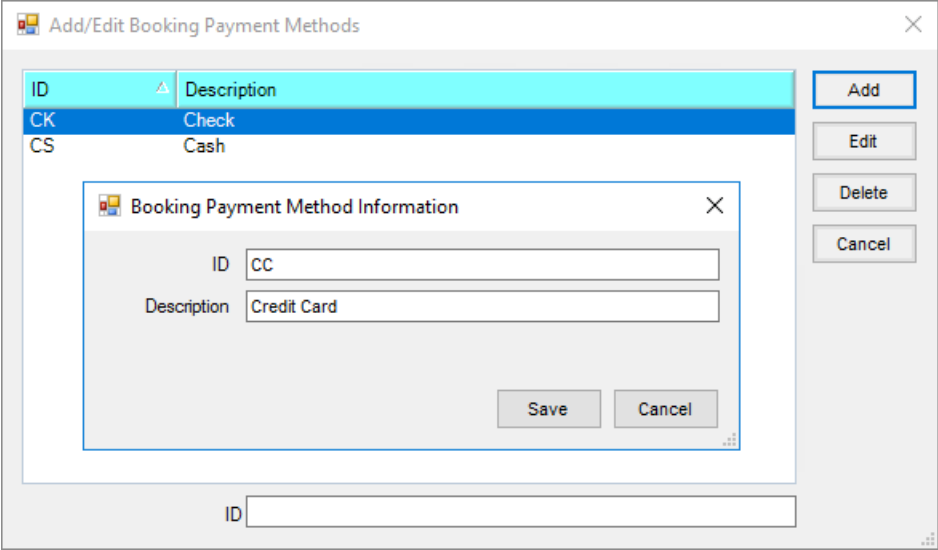 Add/Edit Booking Payment Methods
ID Description
CK Check
CS Cash
Add
Edit
Delete
Cancel
Booking Payment Method Information
ID CC
Description Credit Card
Save Cancel
ID